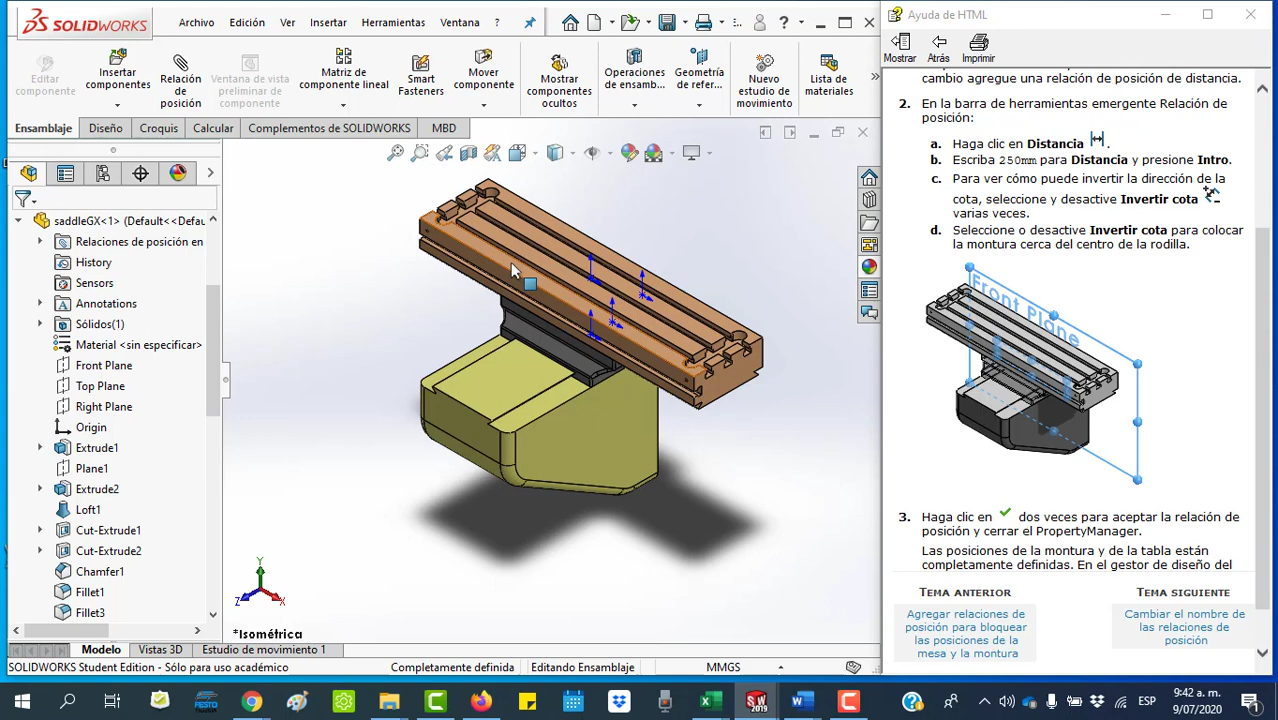 SOLIDWORKS
Archivo Edición Ver Insertar Herramientas Ventana ?
Editar componente
Insertar componentes
Relación de posición
Ventana de vista preliminar de componente
Matriz de componente lineal
Smart Fasteners
Mover componente
Mostrar componentes ocultos
Operaciones de ensamb...
Geometría de refer...
Nuevo estudio de movimiento
Lista de materiales
Ensamblaje Diseño Croquis Calcular Complementos de SOLIDWORKS MBD
saddleGX<1> (Default<<Defau
Relaciones de posición en
History
Sensores
Annotations
Sólidos(1)
Material <sin especificar>
Front Plane
Top Plane
Right Plane
Origin
Extrude1
Plane1
Extrude2
Loft1
Cut-Extrude1
Cut-Extrude2
Chamfer1
Fillet1
Fillet3
Y
Z
X
*Isométrica
Modelo Vistas 3D Estudio de movimiento 1
SOLIDWORKS Student Edition - Sólo para uso académico
Completamente definida
Editando Ensamblaje
MMGS
Ayuda de HTML
Mostrar Atrás Imprimir
cambio agregue una relación de posición de distancia.
2. En la barra de herramientas emergente Relación de
posición:
a. Haga clic en Distancia .
b. Escriba 250mm para Distancia y presione Intro.
c. Para ver cómo puede invertir la dirección de la
cota, seleccione y desactive Invertir cota
varias veces.
d. Seleccione o desactive Invertir cota para colocar
la montura cerca del centro de la rodilla.
Front Plane
3. Haga clic en dos veces para aceptar la relación de
posición y cerrar el PropertyManager.
Las posiciones de la montura y de la tabla están
completamente definidas. En el gestor de diseño del
TEMA ANTERIOR
Agregar relaciones de
posición para bloquear
las posiciones de la
mesa y la montura
TEMA SIGUIENTE
Cambiar el nombre de
las relaciones de
posición
FESTO
SW
2019
ESP
9:42 a. m.
9/07/2020